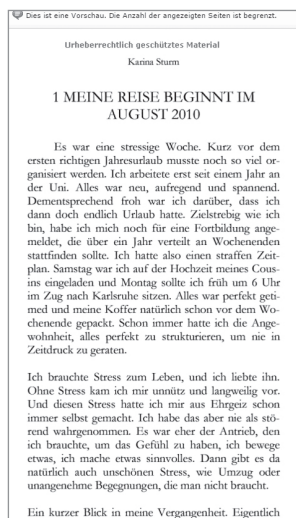 Dies ist eine Vorschau. Die Anzahl der angezeigten Seiten ist begrenzt.
Urheberrechtlich geschütztes Material
Karina Sturm
1 MEINE REISE BEGINNT IM
AUGUST 2010
Es war eine stressige Woche. Kurz vor dem
ersten richtigen Jahresurlaub musste noch so viel or-
ganisiert werden. Ich arbeitete erst seit einem Jahr an
der Uni. Alles war neu, aufregend und spannend.
Dementsprechend froh war ich darüber, dass ich
dann doch endlich Urlaub hatte. Zielstrebig wie ich
bin, habe ich mich noch für eine Fortbildung ange-
meldet, die über ein Jahr verteilt an Wochenenden
stattfinden sollte. Ich hatte also einen straffen Zeit-
plan. Samstag war ich auf der Hochzeit meines Cous-
ins eingeladen und Montag sollte ich früh um 6 Uhr
im Zug nach Karlsruhe sitzen. Alles war perfekt geti-
med und meine Koffer natürlich schon vor dem Wo-
chenende gepackt. Schon immer hatte ich die Ange-
wohnheit, alles perfekt zu strukturieren, um nie in
Zeitdruck zu geraten.
Ich brauchte Stress zum Leben, und ich liebte ihn.
Ohne Stress kam ich mir unnütz und langweilig vor.
Und diesen Stress hatte ich mir aus Ehrgeiz schon
immer selbst gemacht. Ich habe das aber nie als stö-
rend wahrgenommen. Es war eher der Antrieb, den
ich brauchte, um das Gefühl zu haben, ich bewege
etwas, ich mache etwas sinnvolles. Dann gibt es da
natürlich auch unschönen Stress, wie Umzug oder
unangenehme Begegnungen, die man nicht braucht.
Ein kurzer Blick in meine Vergangenheit. Eigentlich